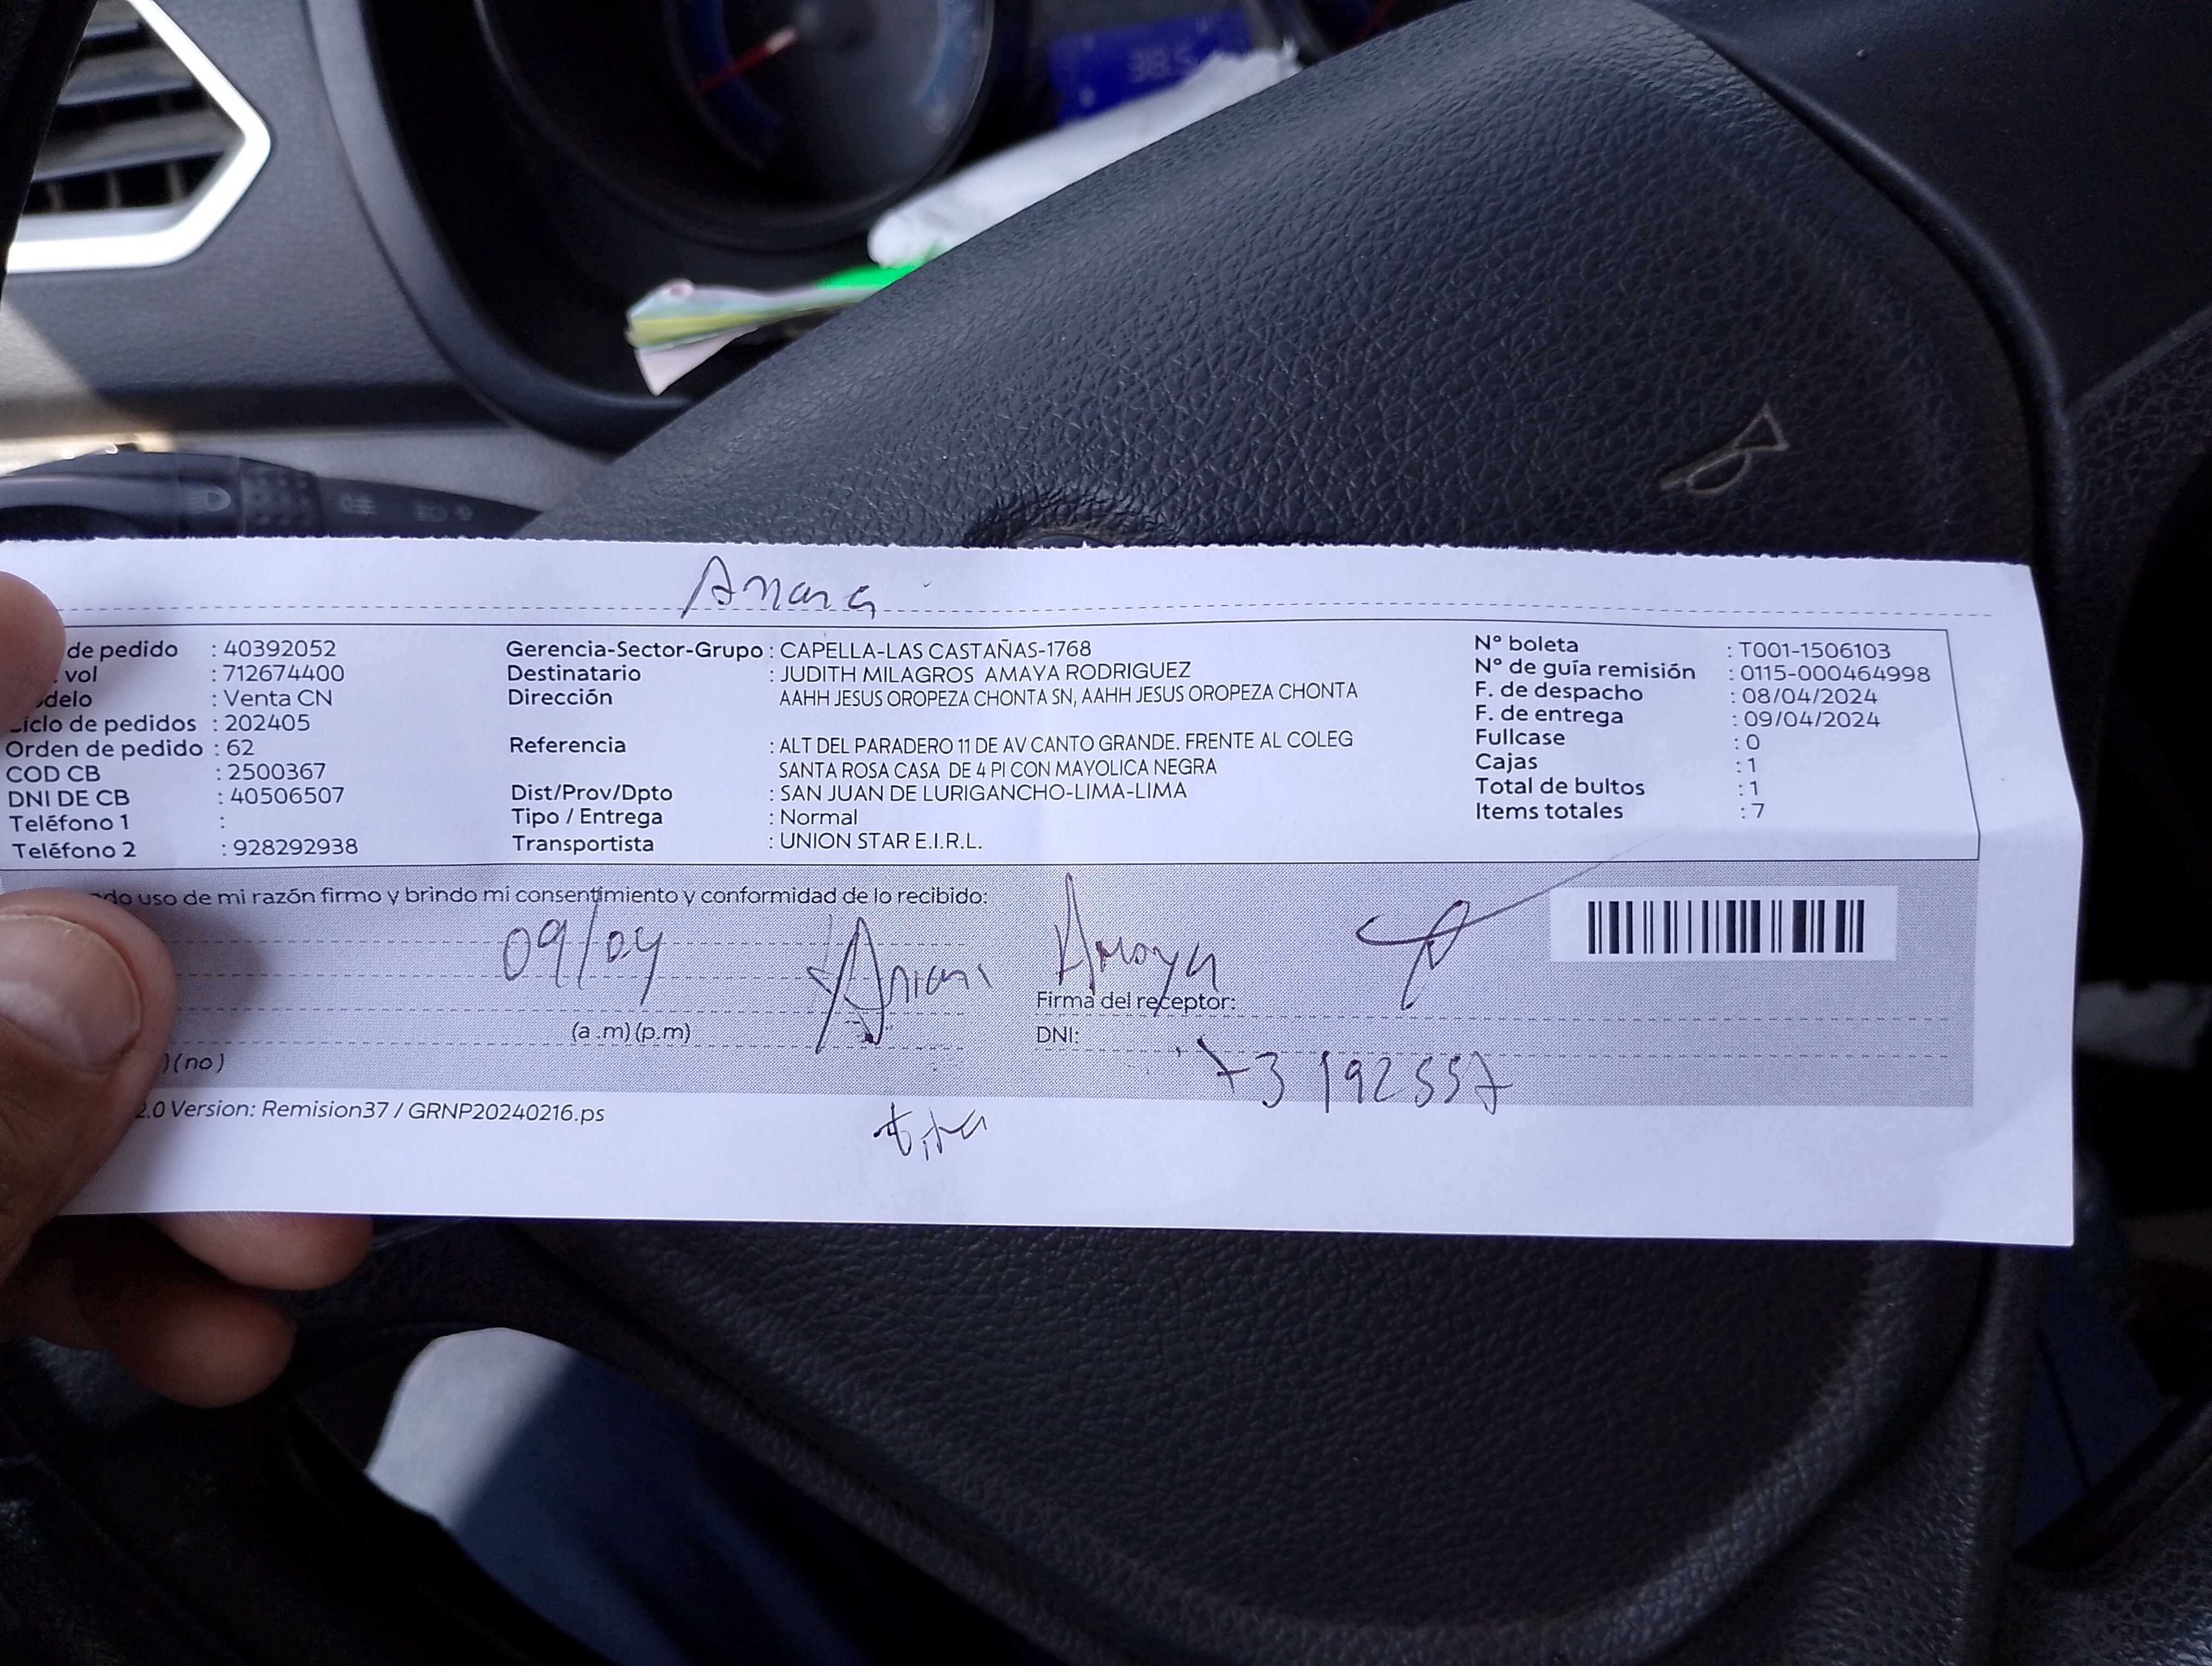 de pedido : 40392052
vol : 712674400
delo : Venta CN
ciclo de pedidos : 202405
Orden de pedido : 62
COD CB : 2500367
DNI DE CB : 40506507
Teléfono 1 :
Teléfono 2 : 928292938
Gerencia-Sector-Grupo : CAPELLA-LAS CASTAÑAS-1768
Destinatario : JUDITH MILAGROS AMAYA RODRIGUEZ
Dirección AAHH JESUS OROPEZA CHONTA SN, AAHH JESUS OROPEZA CHONTA
Referencia : ALT DEL PARADERO 11 DE AV CANTO GRANDE. FRENTE AL COLEG
SANTA ROSA CASA DE 4 PI CON MAYOLICA NEGRA
Dist/Prov/Dpto : SAN JUAN DE LURIGANCHO-LIMA-LIMA
Tipo / Entrega : Normal
Transportista : UNION STAR E.I.R.L.
N° boleta : T001-1506103
N° de guía remisión : 0115-000464998
F. de despacho : 08/04/2024
F. de entrega : 09/04/2024
Fullcase : 0
Cajas : 1
Total de bultos : 1
Items totales : 7
ndo uso de mi razón firmo y brindo mi consentimiento y conformidad de lo recibido:
09/04
Amaya
Firma del receptor:
(a .m) (p.m)
DNI:
73192557
) (no )
2.0 Version: Remision37 / GRNP20240216.ps